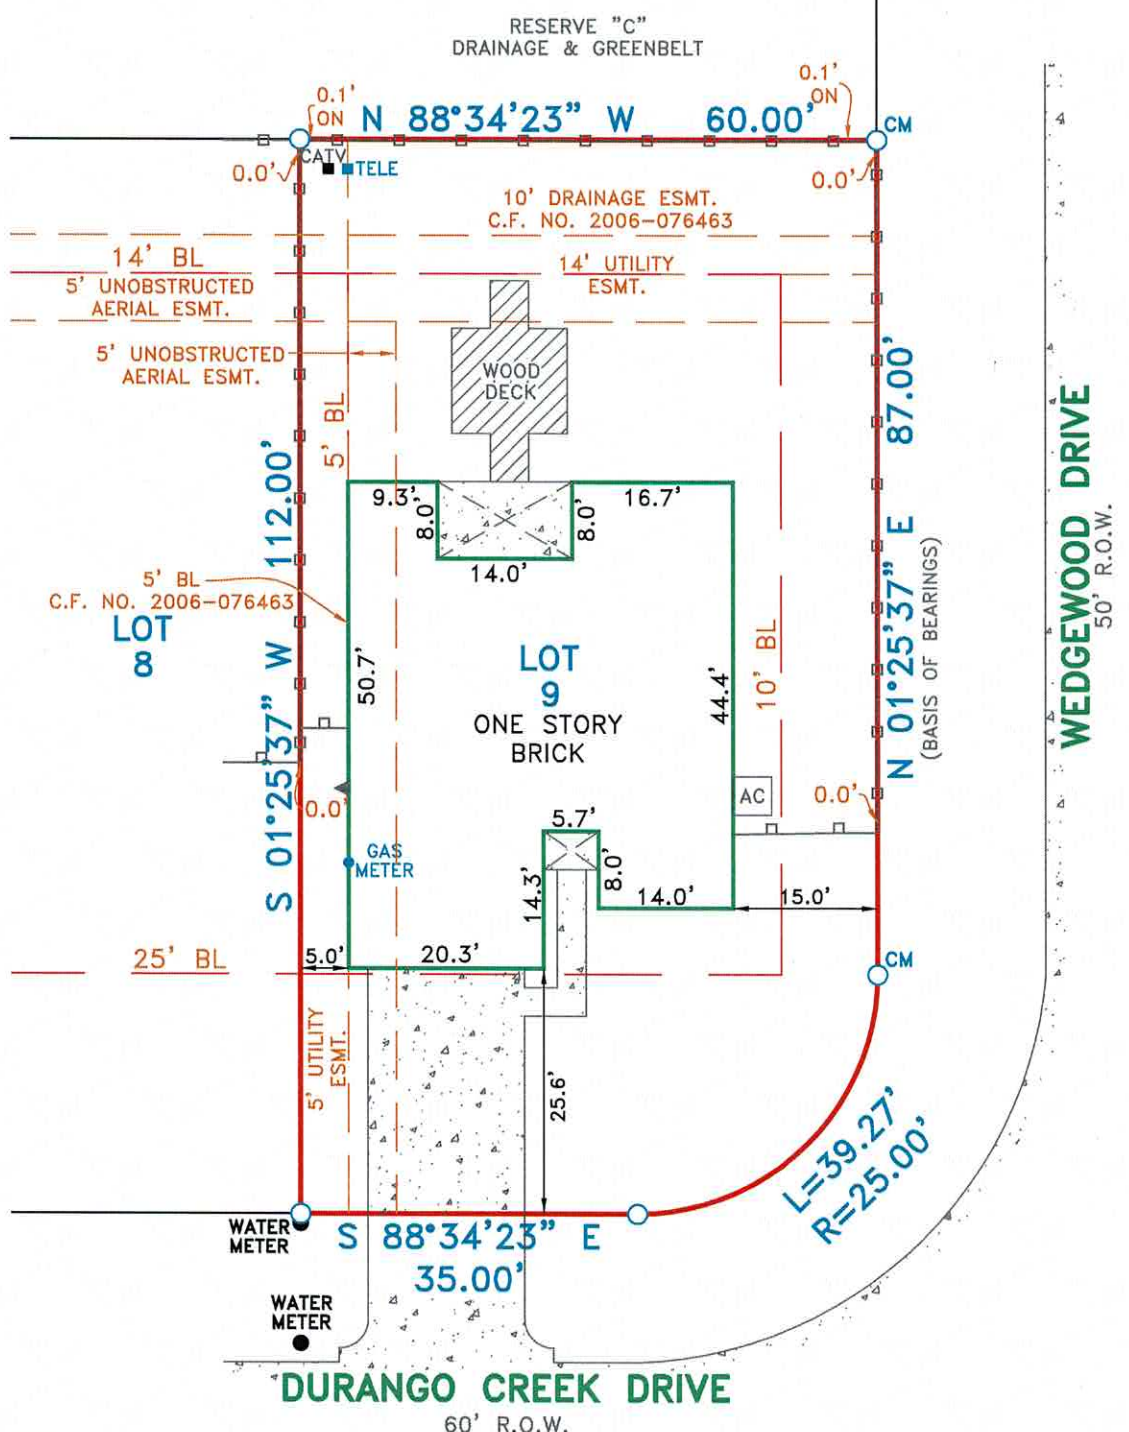 RESERVE "C"
DRAINAGE & GREENBELT
0.1'
ON
N 88°34'23" W 60.00'
0.1'
ON
CM
CATV
TELE
0.0'
0.0'
10' DRAINAGE ESMT.
C.F. NO. 2006-076463
14' BL
14' UTILITY
ESMT.
5' UNOBSTRUCTED
AERIAL ESMT.
5' UNOBSTRUCTED
AERIAL ESMT.
WOOD
DECK
5' BL
S 01°25'37" W 112.00'
N 01°25'37" E 87.00'
(BASIS OF BEARINGS)
WEDGEWOOD DRIVE
50' R.O.W.
9.3'
8.0'
14.0'
8.0'
16.7'
5' BL
C.F. NO. 2006-076463
LOT
8
50.7'
LOT
9
ONE STORY
BRICK
44.4'
10' BL
0.0'
AC
0.0'
5.7'
GAS
METER
14.3'
8.0'
14.0'
15.0'
25' BL
5.0'
20.3'
CM
5' UTILITY
ESMT.
25.6'
L=39.27'
R=25.00'
WATER
METER
S 88°34'23" E
35.00'
WATER
METER
DURANGO CREEK DRIVE
60' R.O.W.